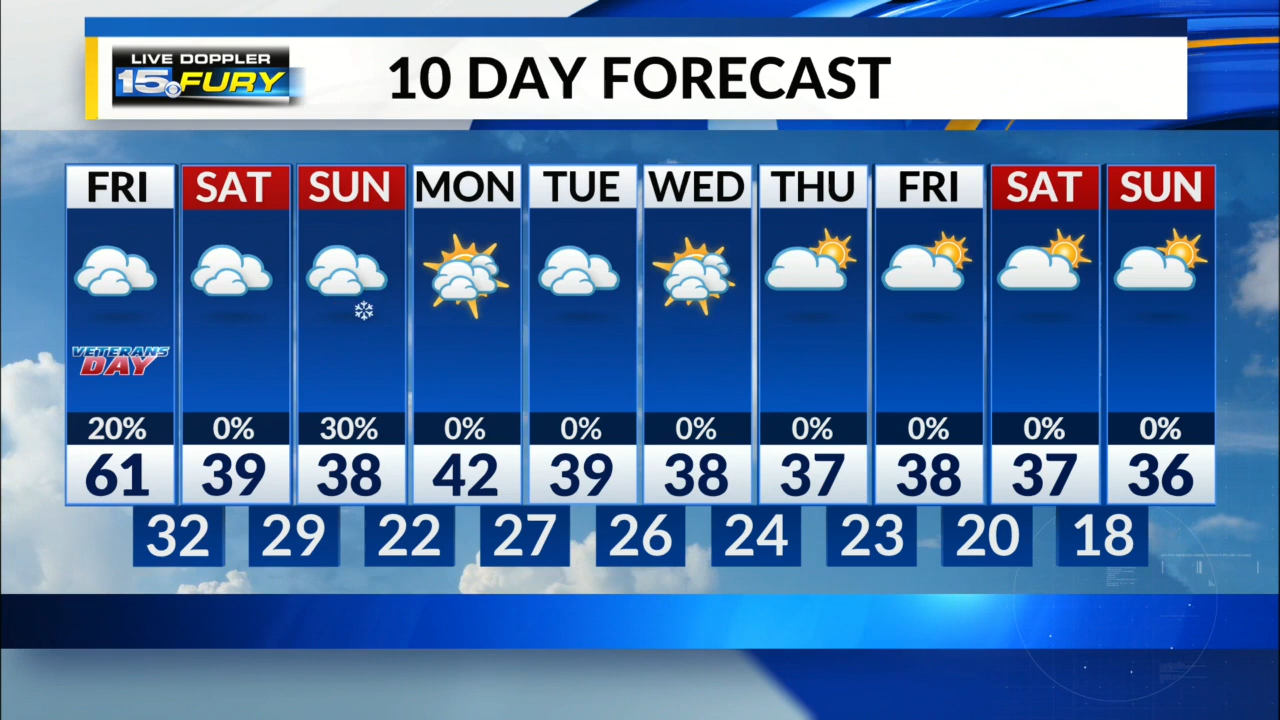 LIVE DOPPLER
15 FURY
10 DAY FORECAST
FRI SAT SUN MON TUE WED THU FRI SAT SUN
VETERANS
DAY
20% 0% 30% 0% 0% 0% 0% 0% 0% 0%
61 39 38 42 39 38 37 38 37 36
32 29 22 27 26 24 23 20 18